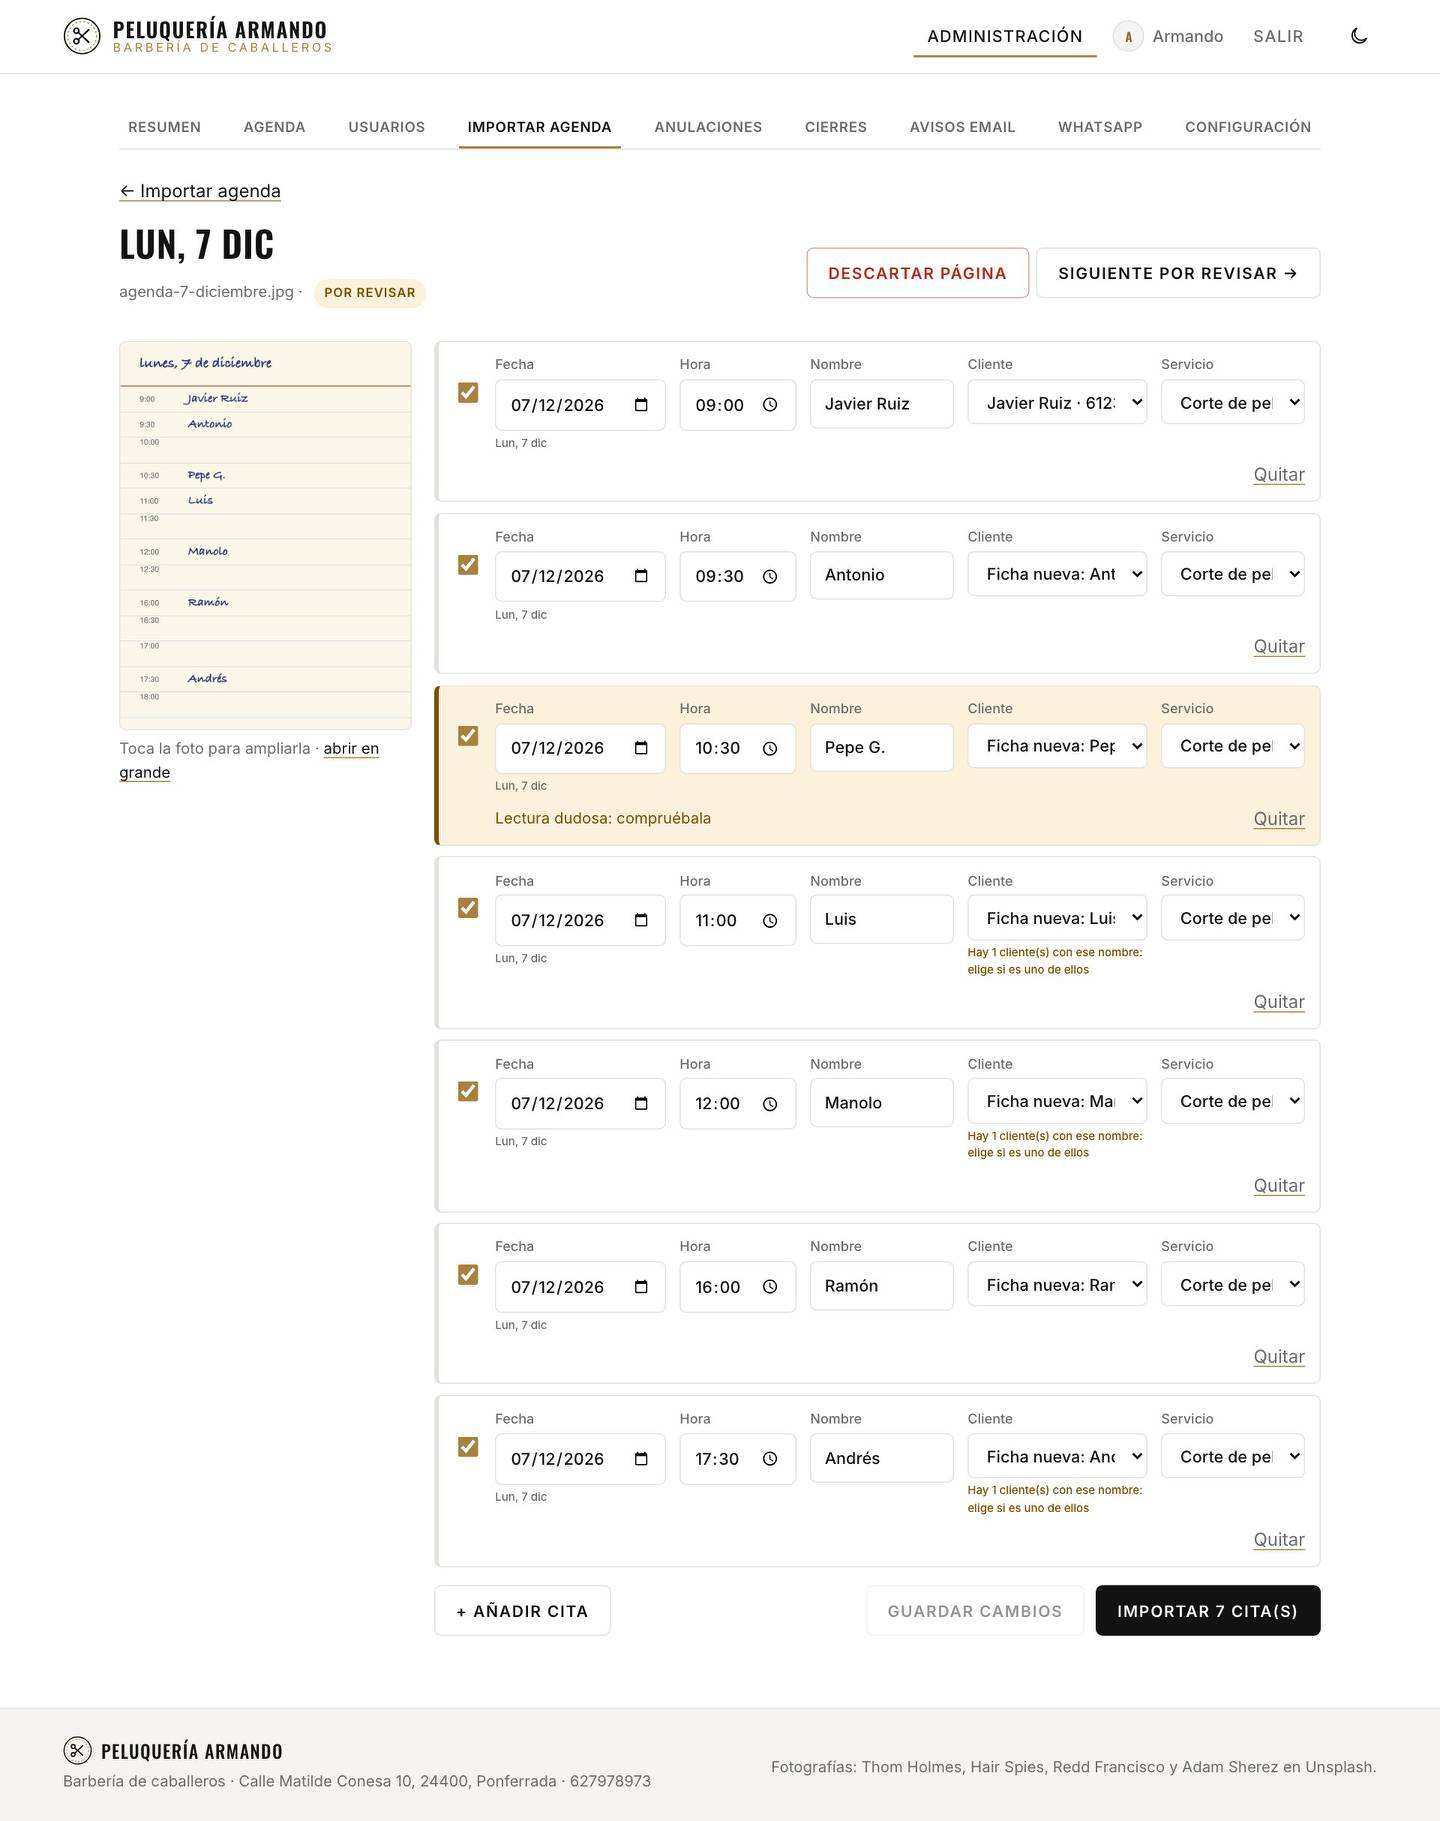 PELUQUERÍA ARMANDO
BARBERÍA DE CABALLEROS
ADMINISTRACIÓN A Armando SALIR
RESUMEN AGENDA USUARIOS IMPORTAR AGENDA ANULACIONES CIERRES AVISOS EMAIL WHATSAPP CONFIGURACIÓN
← Importar agenda
LUN, 7 DIC
agenda-7-diciembre.jpg · POR REVISAR
DESCARTAR PÁGINA SIGUIENTE POR REVISAR →
lunes, 7 de diciembre
9:00 Javier Ruiz
9:30 Antonio
10:00
10:30 Pepe G.
11:00 Luis
11:30
12:00 Manolo
12:30
16:00 Ramón
16:30
17:00
17:30 Andrés
18:00
Toca la foto para ampliarla · abrir en
grande
Fecha Hora Nombre Cliente Servicio
07/12/2026 09:00 Javier Ruiz Javier Ruiz · 612 Corte de pe
Lun, 7 dic
Quitar
Fecha Hora Nombre Cliente Servicio
07/12/2026 09:30 Antonio Ficha nueva: Ant Corte de pe
Lun, 7 dic
Quitar
Fecha Hora Nombre Cliente Servicio
07/12/2026 10:30 Pepe G. Ficha nueva: Pep Corte de pe
Lun, 7 dic
Lectura dudosa: compruébala Quitar
Fecha Hora Nombre Cliente Servicio
07/12/2026 11:00 Luis Ficha nueva: Luis Corte de pe
Lun, 7 dic
Hay 1 cliente(s) con ese nombre:
elige si es uno de ellos
Quitar
Fecha Hora Nombre Cliente Servicio
07/12/2026 12:00 Manolo Ficha nueva: Ma Corte de pe
Lun, 7 dic
Hay 1 cliente(s) con ese nombre:
elige si es uno de ellos
Quitar
Fecha Hora Nombre Cliente Servicio
07/12/2026 16:00 Ramón Ficha nueva: Ra Corte de pe
Lun, 7 dic
Quitar
Fecha Hora Nombre Cliente Servicio
07/12/2026 17:30 Andrés Ficha nueva: An Corte de pe
Lun, 7 dic
Hay 1 cliente(s) con ese nombre:
elige si es uno de ellos
Quitar
+ AÑADIR CITA GUARDAR CAMBIOS IMPORTAR 7 CITA(S)
PELUQUERÍA ARMANDO
Barbería de caballeros · Calle Matilde Conesa 10, 24400, Ponferrada · 627978973
Fotografías: Thom Holmes, Hair Spies, Redd Francisco y Adam Sherez en Unsplash.